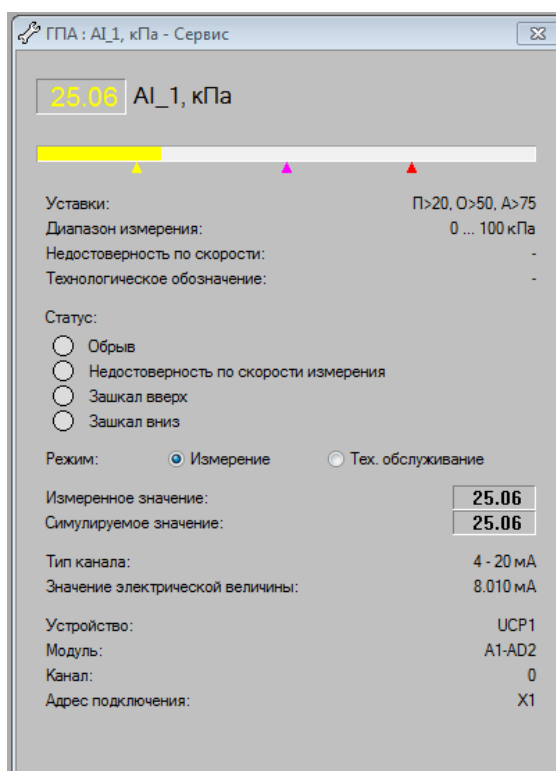 ГПА : AI_1, кПа - Сервис
25.06 AI_1, кПа
Уставки: П>20, О>50, А>75
Диапазон измерения: 0 ... 100 кПа
Недостоверность по скорости: -
Технологическое обозначение: -
Статус:
Обрыв
Недостоверность по скорости измерения
Зашкал вверх
Зашкал вниз
Режим: Измерение Тех. обслуживание
Измеренное значение: 25.06
Симулируемое значение: 25.06
Тип канала: 4 - 20 мА
Значение электрической величины: 8.010 мА
Устройство: UCP1
Модуль: A1-AD2
Канал: 0
Адрес подключения: X1